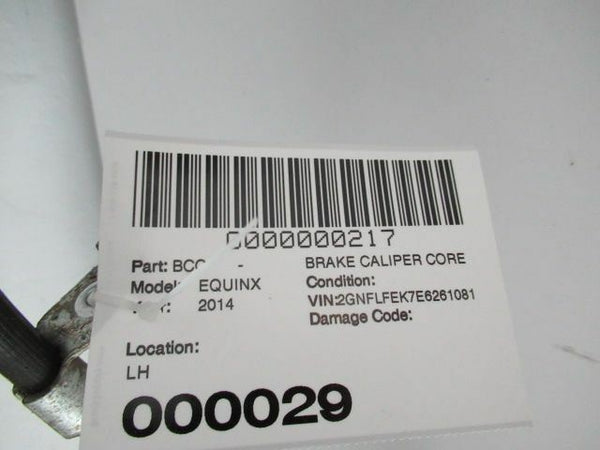 C000000217
Part: BCC - BRAKE CALIPER CORE
Model: EQUINX Condition:
2014 VIN:2GNFLFEK7E6261081
Damage Code:
Location:
LH
000029